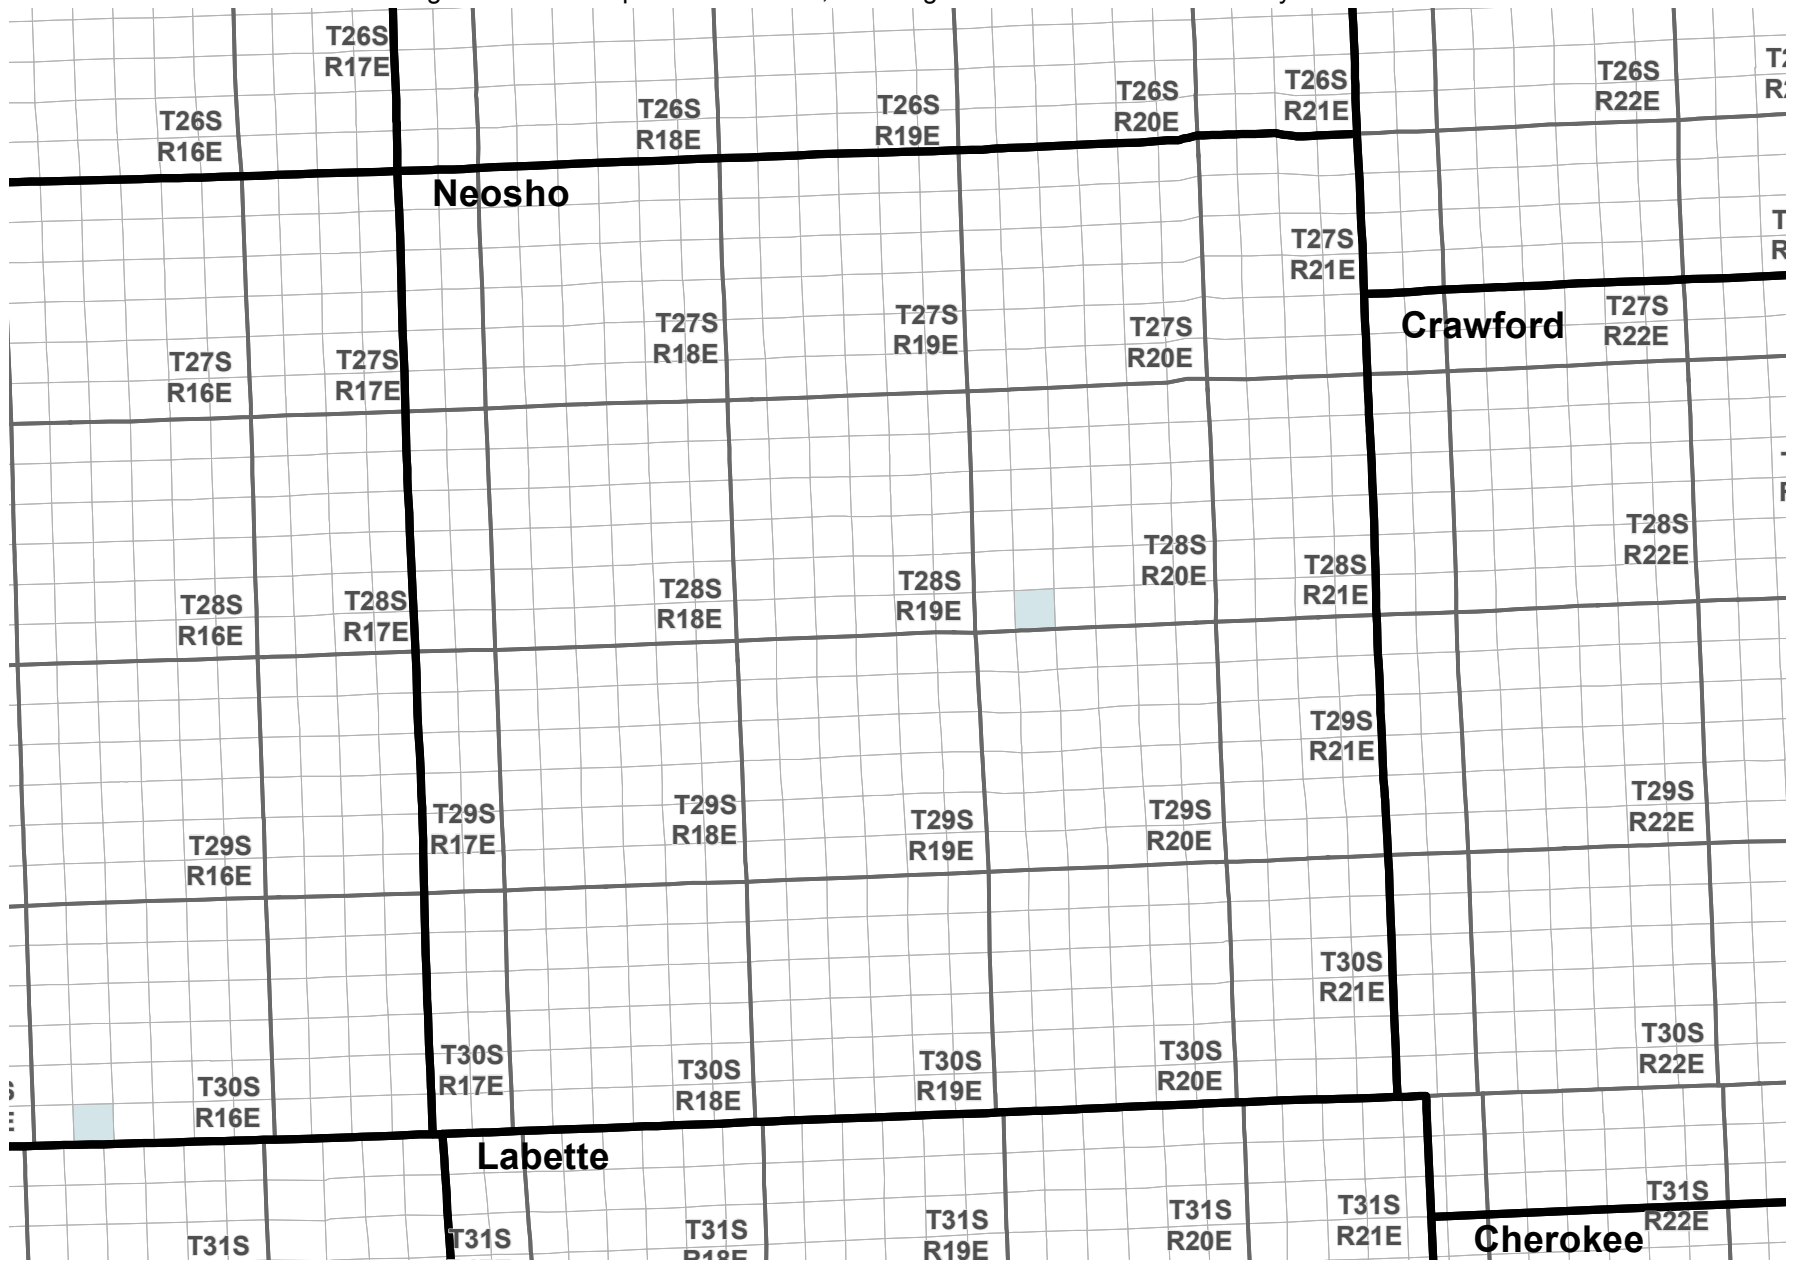 T26S
R17E
T26S
R16E
T26S
R18E
T26S
R19E
T26S
R20E
T26S
R21E
T26S
R22E
Neosho
T27S
R21E
T27S
R16E
T27S
R17E
T27S
R18E
T27S
R19E
T27S
R20E
Crawford
T27S
R22E
T28S
R16E
T28S
R17E
T28S
R18E
T28S
R19E
T28S
R20E
T28S
R21E
T28S
R22E
T29S
R16E
T29S
R17E
T29S
R18E
T29S
R19E
T29S
R20E
T29S
R21E
T29S
R22E
T30S
R16E
T30S
R17E
T30S
R18E
T30S
R19E
T30S
R20E
T30S
R21E
T30S
R22E
Labette
T31S
T31S
T31S
R18E
T31S
R19E
T31S
R20E
T31S
R21E
T31S
R22E
Cherokee